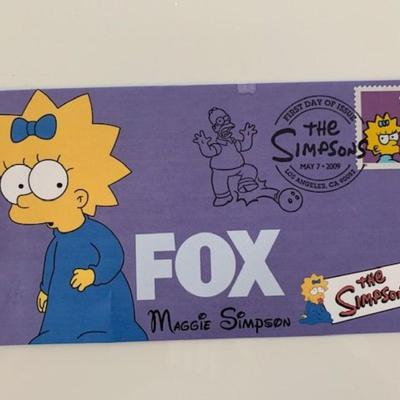 FIRST DAY OF ISSUE
The
Simpsons
MAY 7 • 2009
LOS ANGELES, CA 90052
FOX
Maggie Simpson
the
Simpsons